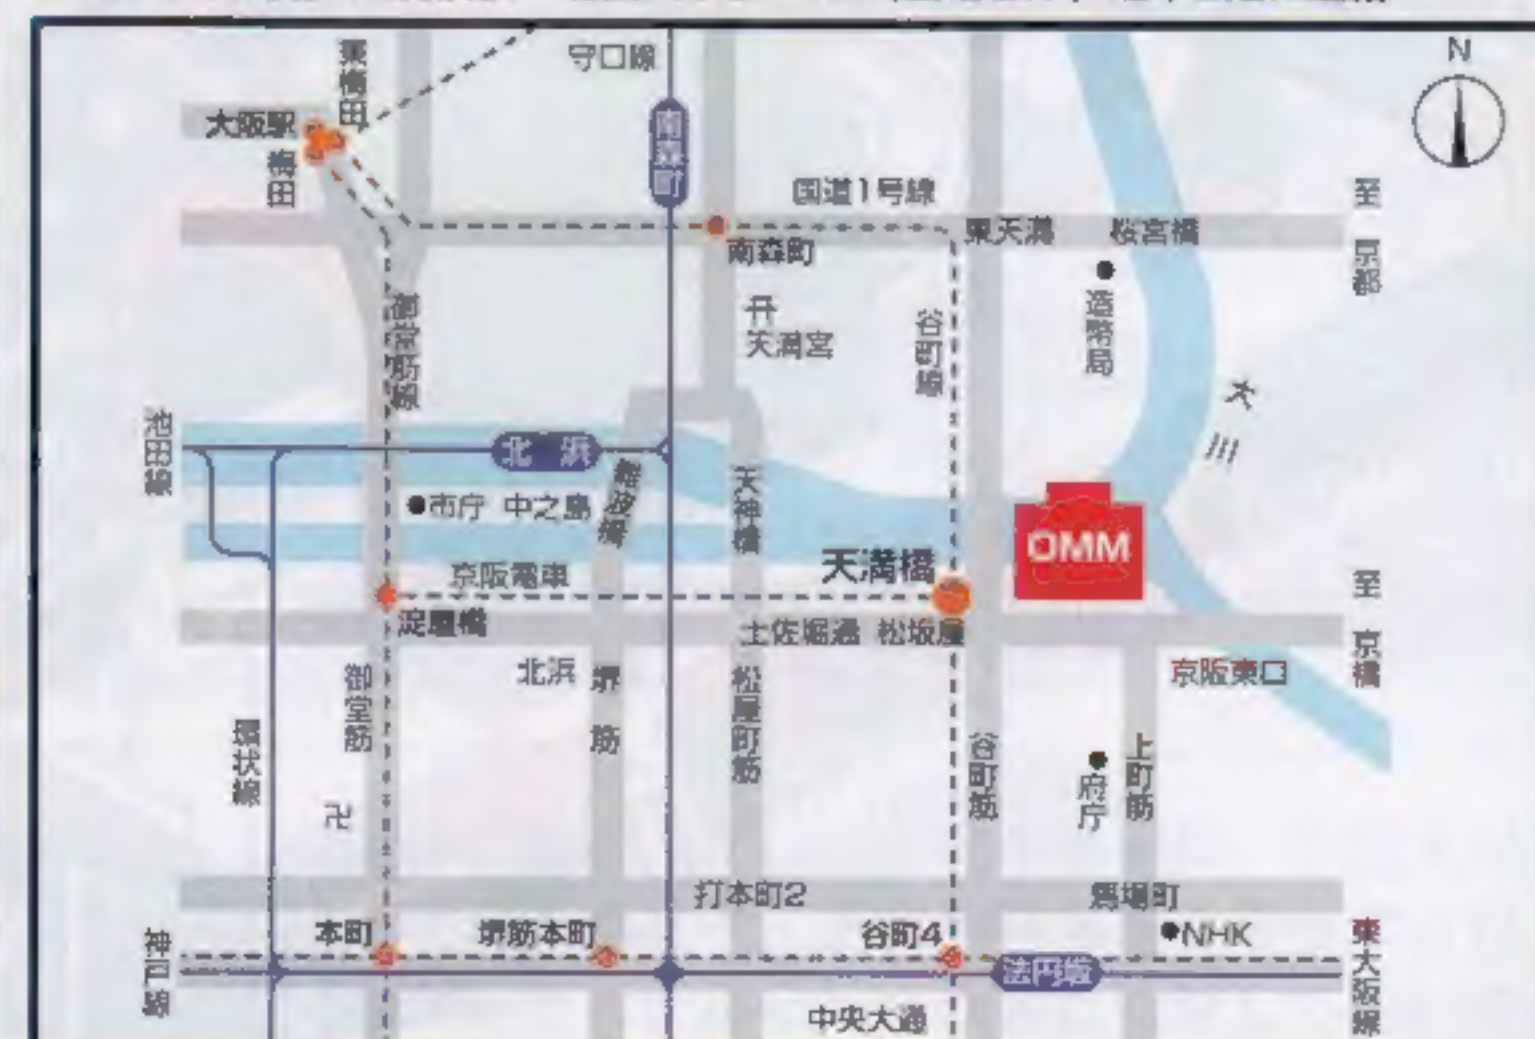 守口線
N
東梅田
大阪駅
梅田
南森町
国道1号線
至京都
東天満
桜宮橋
南森町
天満宮
谷町線
造幣局
御堂筋線
大川
池田線
北浜
市庁
中之島
難波橋
天神橋
天満橋
OMM
京阪電車
淀屋橋
土佐堀通
松坂屋
至京橋
北浜
堺筋
御堂筋
松屋町筋
京阪東口
谷町筋
府庁
上町筋
環状線
卍
打本町2
馬場町
本町
堺筋本町
谷町4
NHK
神戸線
法円坂
東大阪線
中央大通